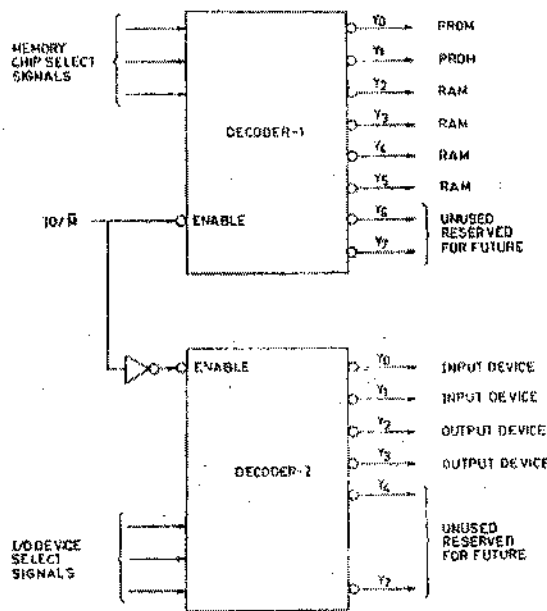 MEMORY
CHIP SELECT
SIGNALS
DECODER-1
IO/M̅
ENABLE
Y0 PROM
Y1 PROM
Y2 RAM
Y3 RAM
Y4 RAM
Y5 RAM
Y6
Y7
UNUSED
RESERVED
FOR FUTURE
ENABLE
DECODER-2
I/O DEVICE
SELECT
SIGNALS
Y0 INPUT DEVICE
Y1 INPUT DEVICE
Y2 OUTPUT DEVICE
Y3 OUTPUT DEVICE
Y4
Y7
UNUSED
RESERVED
FOR FUTURE